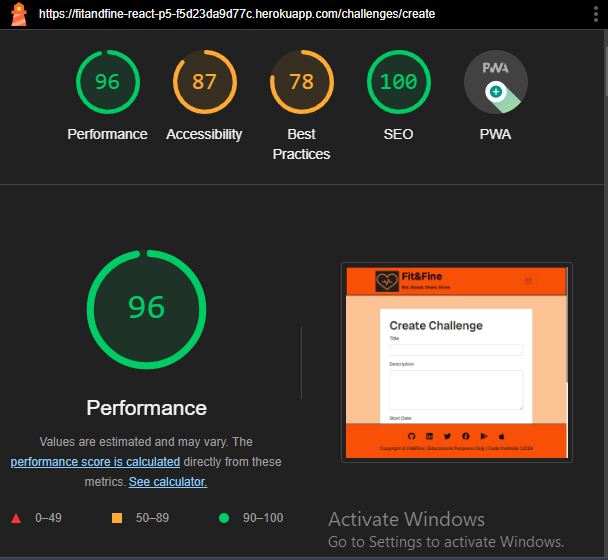 https://fitandfine-react-p5-f5d23da9d77c.herokuapp.com/challenges/create
96
87
78
100
PWA
Performance
Accessibility
Best
Practices
SEO
PWA
96
Performance
Values are estimated and may vary. The
performance score is calculated directly from these
metrics. See calculator.
0–49
50–89
90–100
Fit&Fine
Eat. Sweat. Share. Shine.
Create Challenge
Title
Description
Start Date
Copyright © Fit&Fine | Educational Purposes Only | Code Institute | 2024
Activate Windows
Go to Settings to activate Windows.